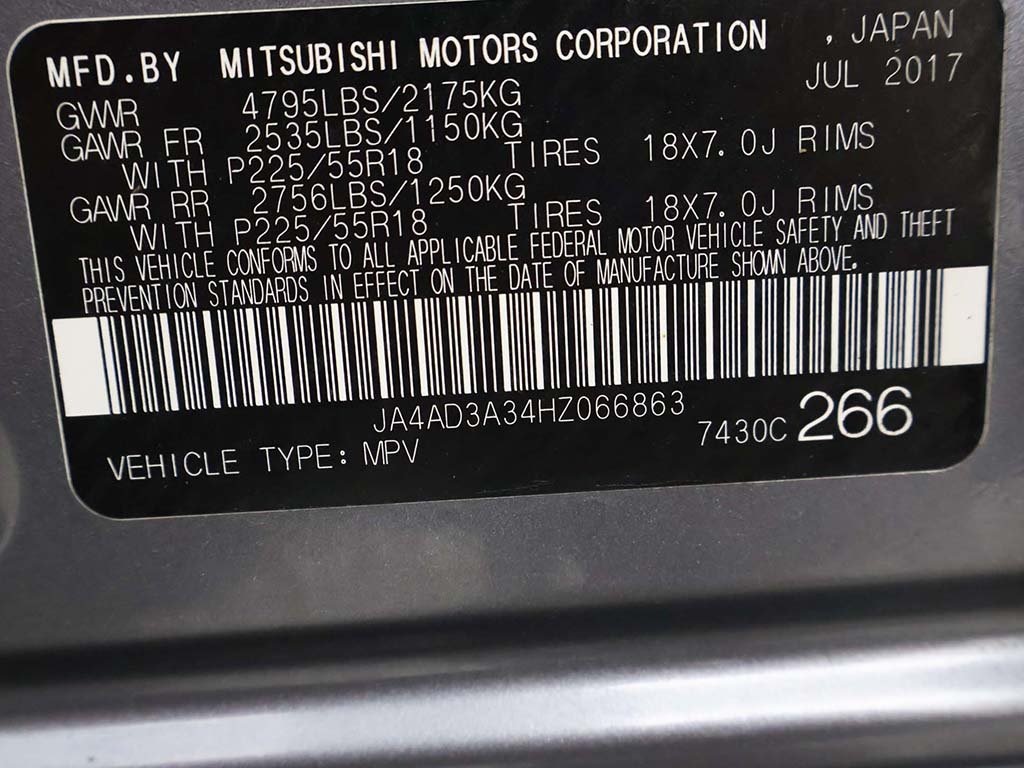 MFD.BY MITSUBISHI MOTORS CORPORATION , JAPAN
JUL 2017
GVWR 4795LBS/2175KG
GAWR FR 2535LBS/1150KG
WITH P225/55R18 TIRES 18X7.0J RIMS
GAWR RR 2756LBS/1250KG
WITH P225/55R18 TIRES 18X7.0J RIMS
THIS VEHICLE CONFORMS TO ALL APPLICABLE FEDERAL MOTOR VEHICLE SAFETY AND THEFT
PREVENTION STANDARDS IN EFFECT ON THE DATE OF MANUFACTURE SHOWN ABOVE.
JA4AD3A34HZ066863
7430C 266
VEHICLE TYPE: MPV